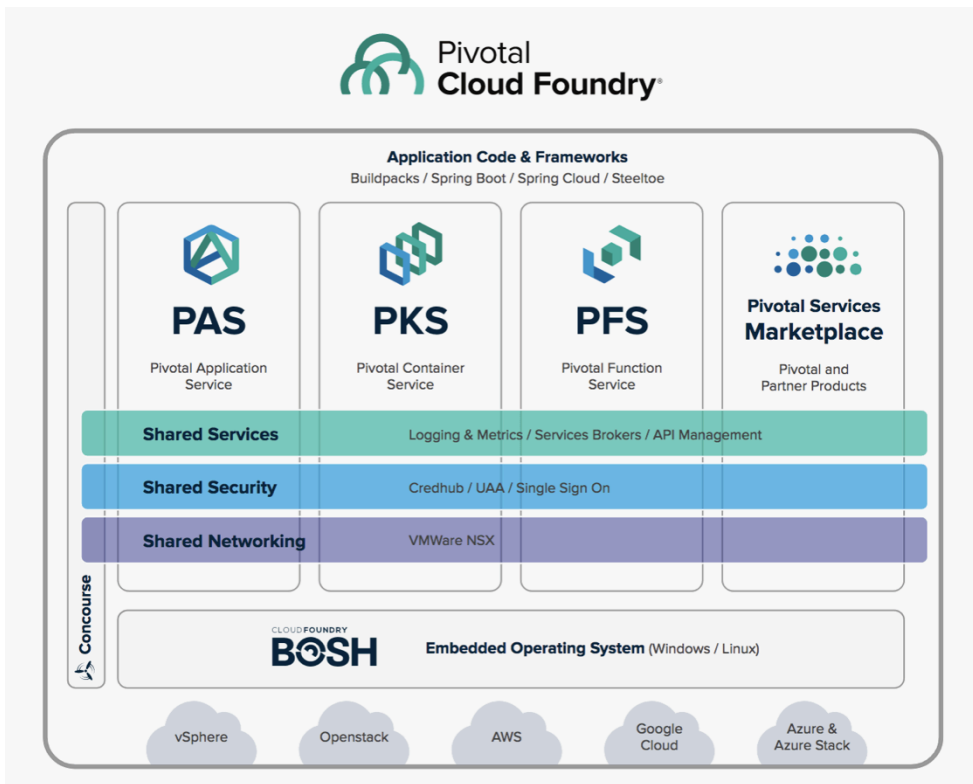 Pivotal
Cloud Foundry®
Application Code & Frameworks
Buildpacks / Spring Boot / Spring Cloud / Steeltoe
PAS
Pivotal Application
Service
PKS
Pivotal Container
Service
PFS
Pivotal Function
Service
Pivotal Services
Marketplace
Pivotal and
Partner Products
Shared Services
Logging & Metrics / Services Brokers / API Management
Shared Security
Credhub / UAA / Single Sign On
Shared Networking
VMWare NSX
Concourse
CLOUDFOUNDRY
BOSH
Embedded Operating System (Windows / Linux)
vSphere
Openstack
AWS
Google
Cloud
Azure &
Azure Stack